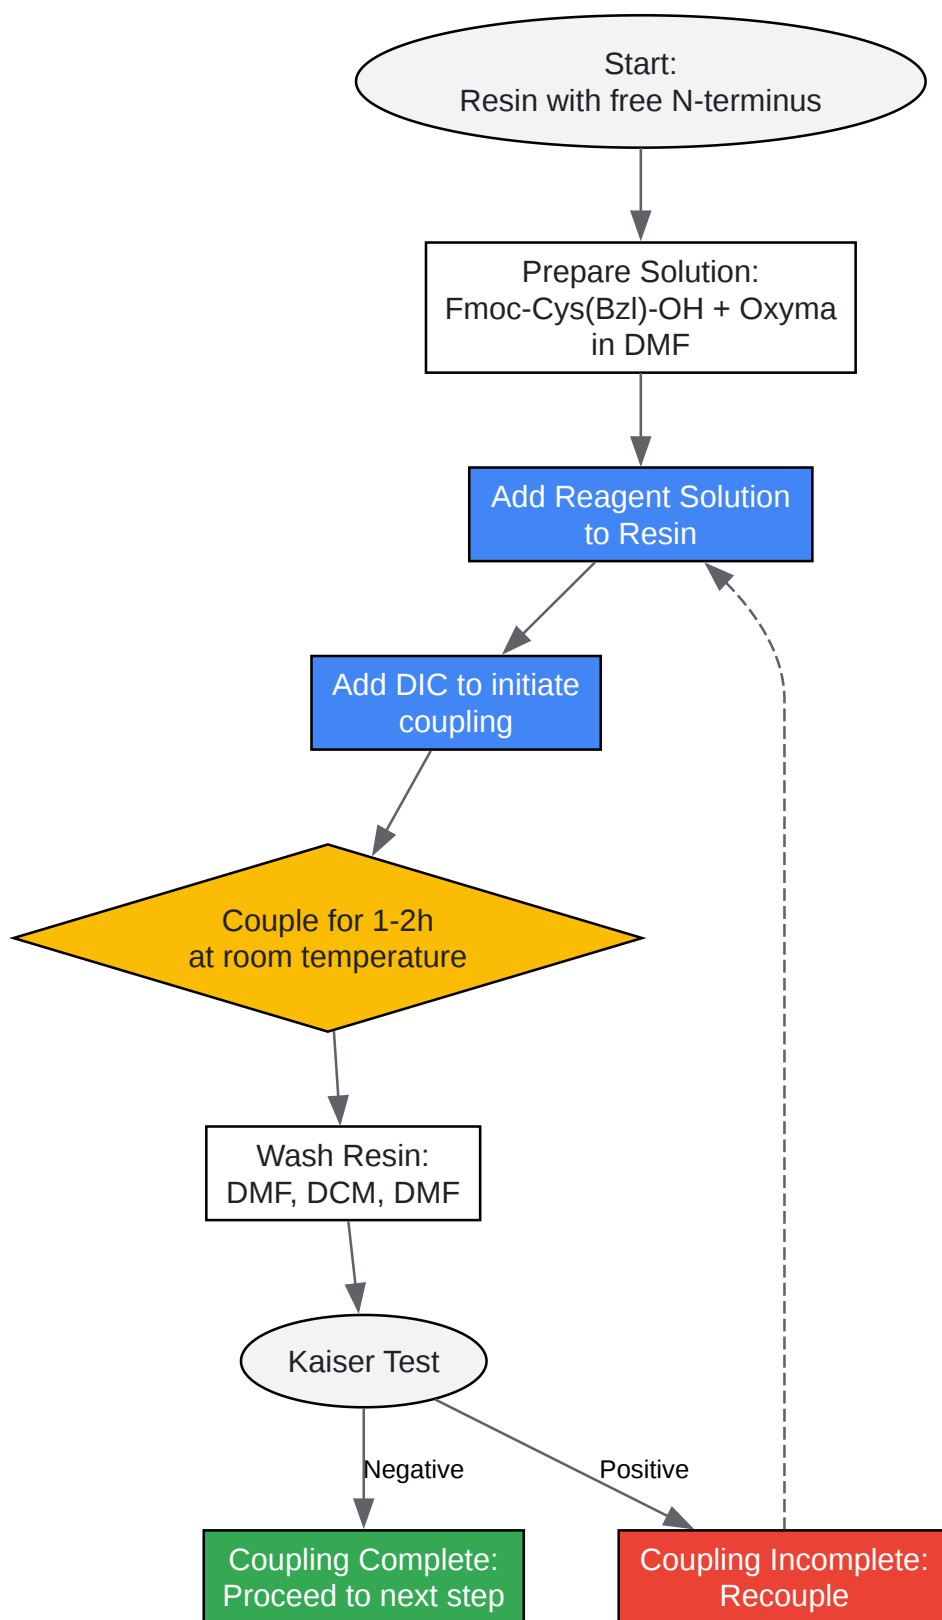 Start:
Resin with free N-terminus
Prepare Solution:
Fmoc-Cys(Bzl)-OH + Oxyma
in DMF
Add Reagent Solution
to Resin
Add DIC to initiate
coupling
Couple for 1-2h
at room temperature
Wash Resin:
DMF, DCM, DMF
Kaiser Test
Negative
Positive
Coupling Complete:
Proceed to next step
Coupling Incomplete:
Recouple